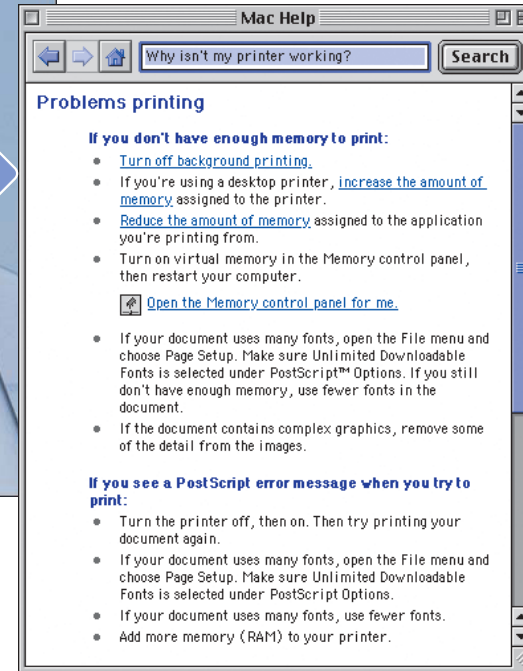 Mac Help
Why isn't my printer working?
Search
Problems printing
If you don't have enough memory to print:
● Turn off background printing.
● If you're using a desktop printer, increase the amount of
memory assigned to the printer.
● Reduce the amount of memory assigned to the application
you're printing from.
● Turn on virtual memory in the Memory control panel,
then restart your computer.
Open the Memory control panel for me.
● If your document uses many fonts, open the File menu and
choose Page Setup. Make sure Unlimited Downloadable
Fonts is selected under PostScript™ Options. If you still
don't have enough memory, use fewer fonts in the
document.
● If the document contains complex graphics, remove some
of the detail from the images.
If you see a PostScript error message when you try to
print:
● Turn the printer off, then on. Then try printing your
document again.
● If your document uses many fonts, open the File menu and
choose Page Setup. Make sure Unlimited Downloadable
Fonts is selected under PostScript Options.
● If your document uses many fonts, use fewer fonts.
● Add more memory (RAM) to your printer.